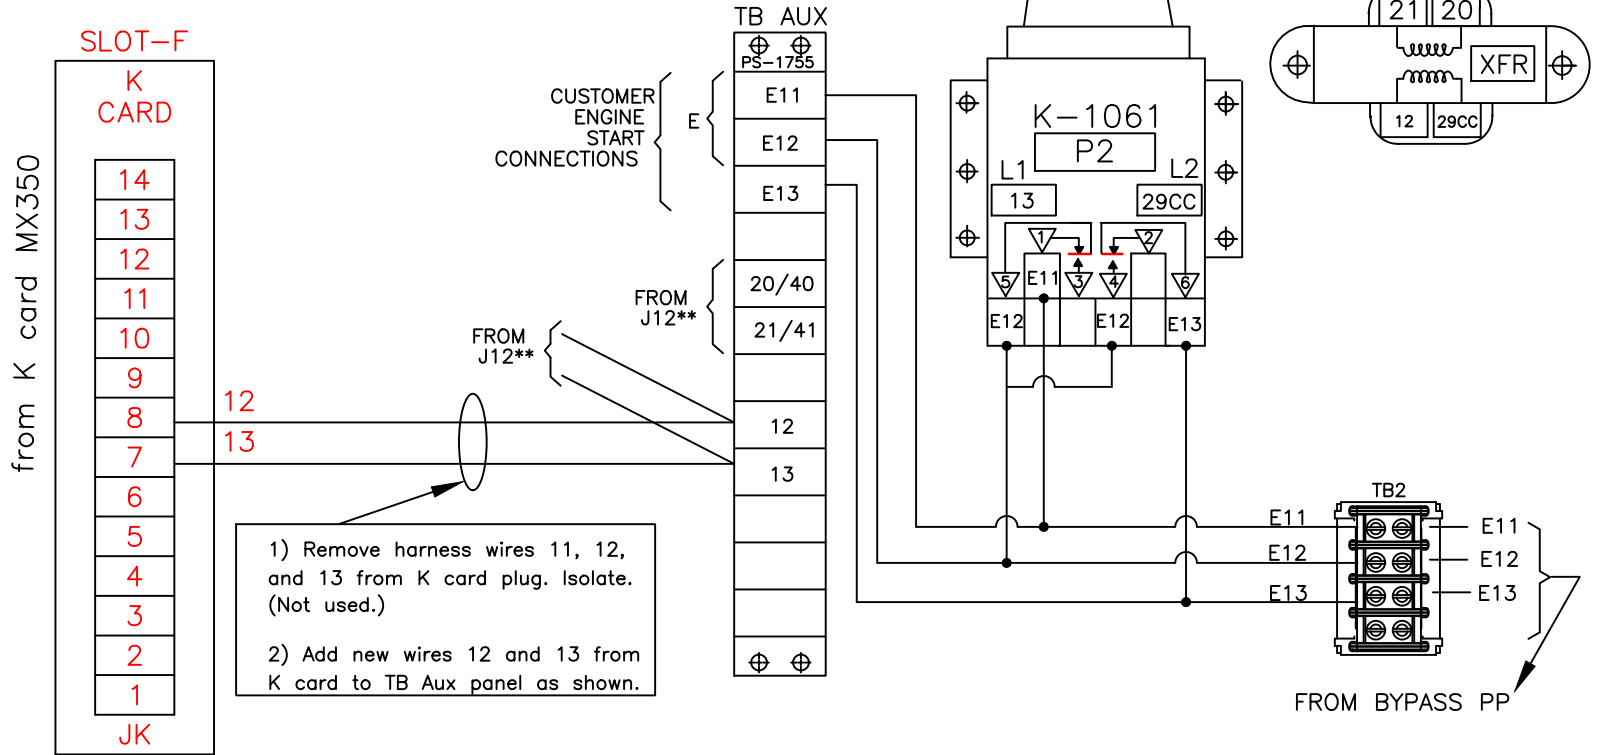 from K card MX350
SLOT-F
K
CARD
14
13
12
11
10
9
8
7
6
5
4
3
2
1
JK
12
13
1) Remove harness wires 11, 12,
and 13 from K card plug. Isolate.
(Not used.)
2) Add new wires 12 and 13 from
K card to TB Aux panel as shown.
FROM
J12**
CUSTOMER
ENGINE
START
CONNECTIONS
E
FROM
J12**
TB AUX
PS-1755
E11
E12
E13
20/40
21/41
12
13
K-1061
P2
L1
13
L2
29CC
1
2
5
E11
3
4
6
E12
E12
E13
21
20
XFR
12
29CC
TB2
E11
E12
E13
E11
E12
E13
FROM BYPASS PP